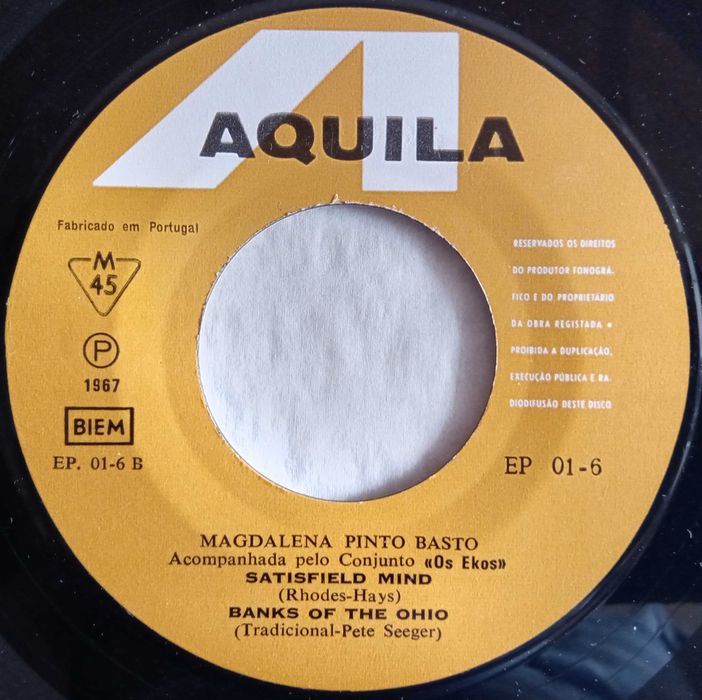 AQUILA
Fabricado em Portugal
M
45
P
1967
BIEM
EP. 01-6 B
RESERVADOS OS DIREITOS
DO PRODUTOR FONOGRÁ-
FICO E DO PROPRIETÁRIO
DA OBRA REGISTADA •
PROIBIDA A DUPLICAÇÃO,
EXECUÇÃO PÚBLICA E RA-
DIODIFUSÃO DESTE DISCO
EP 01-6
MAGDALENA PINTO BASTO
Acompanhada pelo Conjunto «Os Ekos»
SATISFIELD MIND
(Rhodes-Hays)
BANKS OF THE OHIO
(Tradicional-Pete Seeger)